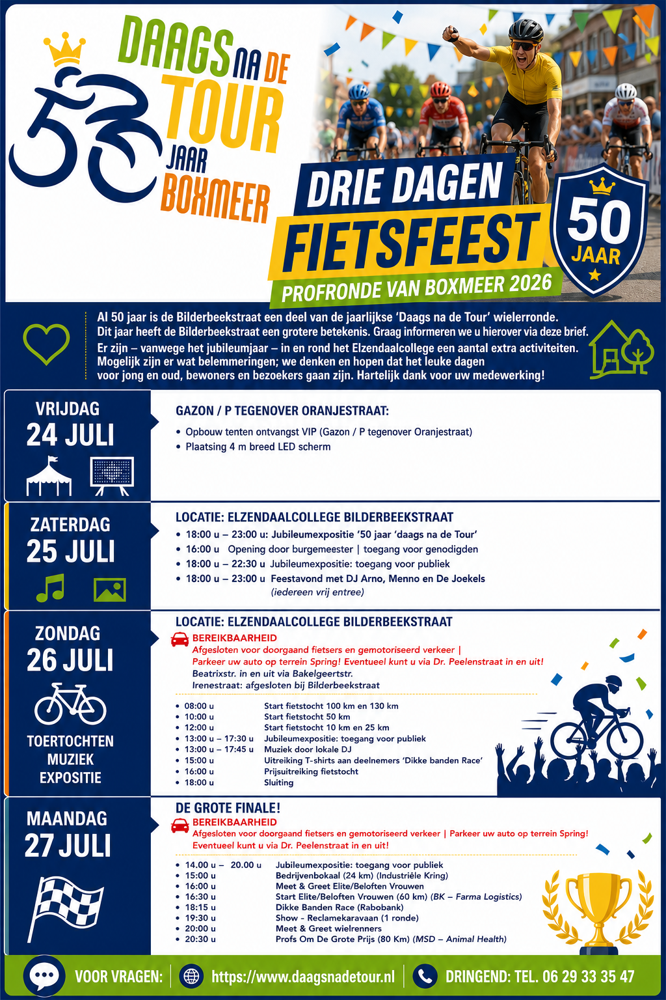 DAAGS NA DE
TOUR
JAAR
BOXMEER
DRIE DAGEN
FIETSFEEST
PROFRONDE VAN BOXMEER 2026
50
JAAR
Al 50 jaar is de Bilderbeekstraat een deel van de jaarlijkse ‘Daags na de Tour’ wielerronde.
Dit jaar heeft de Bilderbeekstraat een grotere betekenis. Graag informeren we u hierover via deze brief.
Er zijn – vanwege het jubileumjaar – in en rond het Elzendaalcollege een aantal extra activiteiten.
Mogelijk zijn er wat belemmeringen; we denken en hopen dat het leuke dagen
voor jong en oud, bewoners en bezoekers gaan zijn. Hartelijk dank voor uw medewerking!
VRIJDAG
24 JULI
GAZON / P TEGENOVER ORANJESTRAAT:
• Opbouw tenten ontvangst VIP (Gazon / P tegenover Oranjestraat)
• Plaatsing 4 m breed LED scherm
ZATERDAG
25 JULI
LOCATIE: ELZENDAALCOLLEGE BILDERBEEKSTRAAT
• 18:00 u – 23:00 u: Jubileumexpositie ‘50 jaar ‘daags na de Tour’
• 16:00 u Opening door burgemeester | toegang voor genodigden
• 18:00 u – 22:30 u Jubileumexpositie: toegang voor publiek
• 18:00 u – 23:00 u Feestavond met DJ Arno, Menno en De Joekels
(iedereen vrij entree)
ZONDAG
26 JULI
TOERTOCHTEN
MUZIEK
EXPOSITIE
LOCATIE: ELZENDAALCOLLEGE BILDERBEEKSTRAAT
BEREIKBAARHEID
Afgesloten voor doorgaand fietsers en gemotoriseerd verkeer |
Parkeer uw auto op terrein Spring! Eventueel kunt u via Dr. Peelenstraat in en uit!
Beatrixstr. in en uit via Bakelgeertstr.
Irenestraat: afgesloten bij Bilderbeekstraat
• 08:00 u Start fietstocht 100 km en 130 km
• 10:00 u Start fietstocht 50 km
• 12:00 u Start fietstocht 10 km en 25 km
• 13:00 u – 17:30 u Jubileumexpositie: toegang voor publiek
• 13:00 u – 17:45 u Muziek door lokale DJ
• 15:00 u Uitreiking T-shirts aan deelnemers ‘Dikke banden Race’
• 16:00 u Prijsuitreiking fietstocht
• 18:00 u Sluiting
MAANDAG
27 JULI
DE GROTE FINALE!
BEREIKBAARHEID
Afgesloten voor doorgaand fietsers en gemotoriseerd verkeer | Parkeer uw auto op terrein Spring!
Eventueel kunt u via Dr. Peelenstraat in en uit!
• 14.00 u – 20.00 u Jubileumexpositie: toegang voor publiek
• 15:00 u Bedrijvenbokaal (24 km) (Industriële Kring)
• 16:00 u Meet & Greet Elite/Beloften Vrouwen
• 16:30 u Start Elite/Beloften Vrouwen (60 km) (BK – Farma Logistics)
• 18:15 u Dikke Banden Race (Rabobank)
• 19:30 u Show - Reclamekaravaan (1 ronde)
• 20:00 u Meet & Greet wielrenners
• 20:30 u Profs Om De Grote Prijs (80 Km) (MSD – Animal Health)
VOOR VRAGEN: | https://www.daagsnadetour.nl | DRINGEND: TEL. 06 29 33 35 47